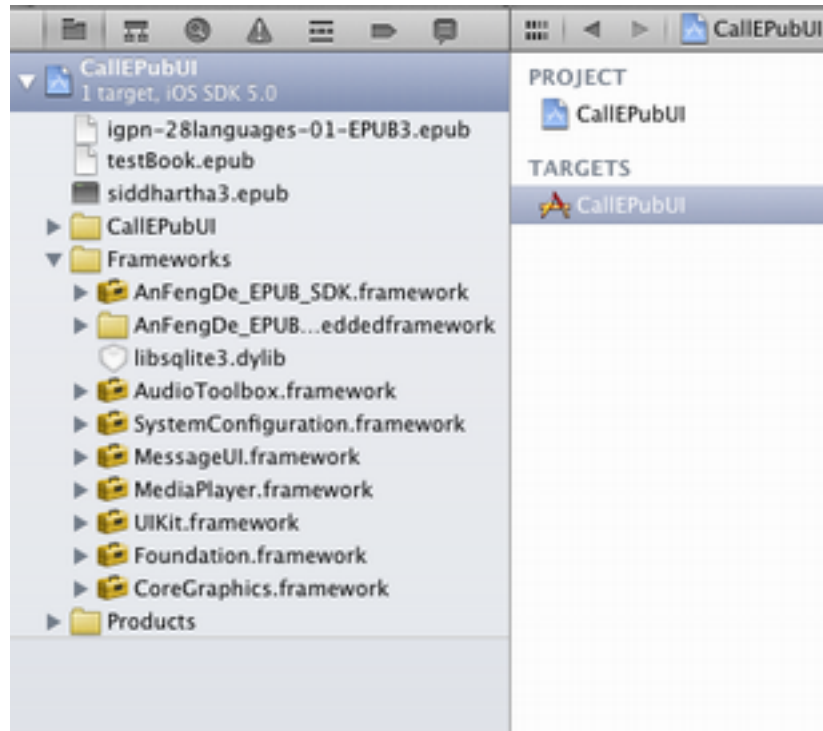 CallEPubUI
1 target, iOS SDK 5.0
igpn-28languages-01-EPUB3.epub
testBook.epub
siddhartha3.epub
CallEPubUI
Frameworks
AnFengDe_EPUB_SDK.framework
AnFengDe_EPUB...eddedframework
libsqlite3.dylib
AudioToolbox.framework
SystemConfiguration.framework
MessageUI.framework
MediaPlayer.framework
UIKit.framework
Foundation.framework
CoreGraphics.framework
Products
CallEPubUI
PROJECT
CallEPubUI
TARGETS
CallEPubUI